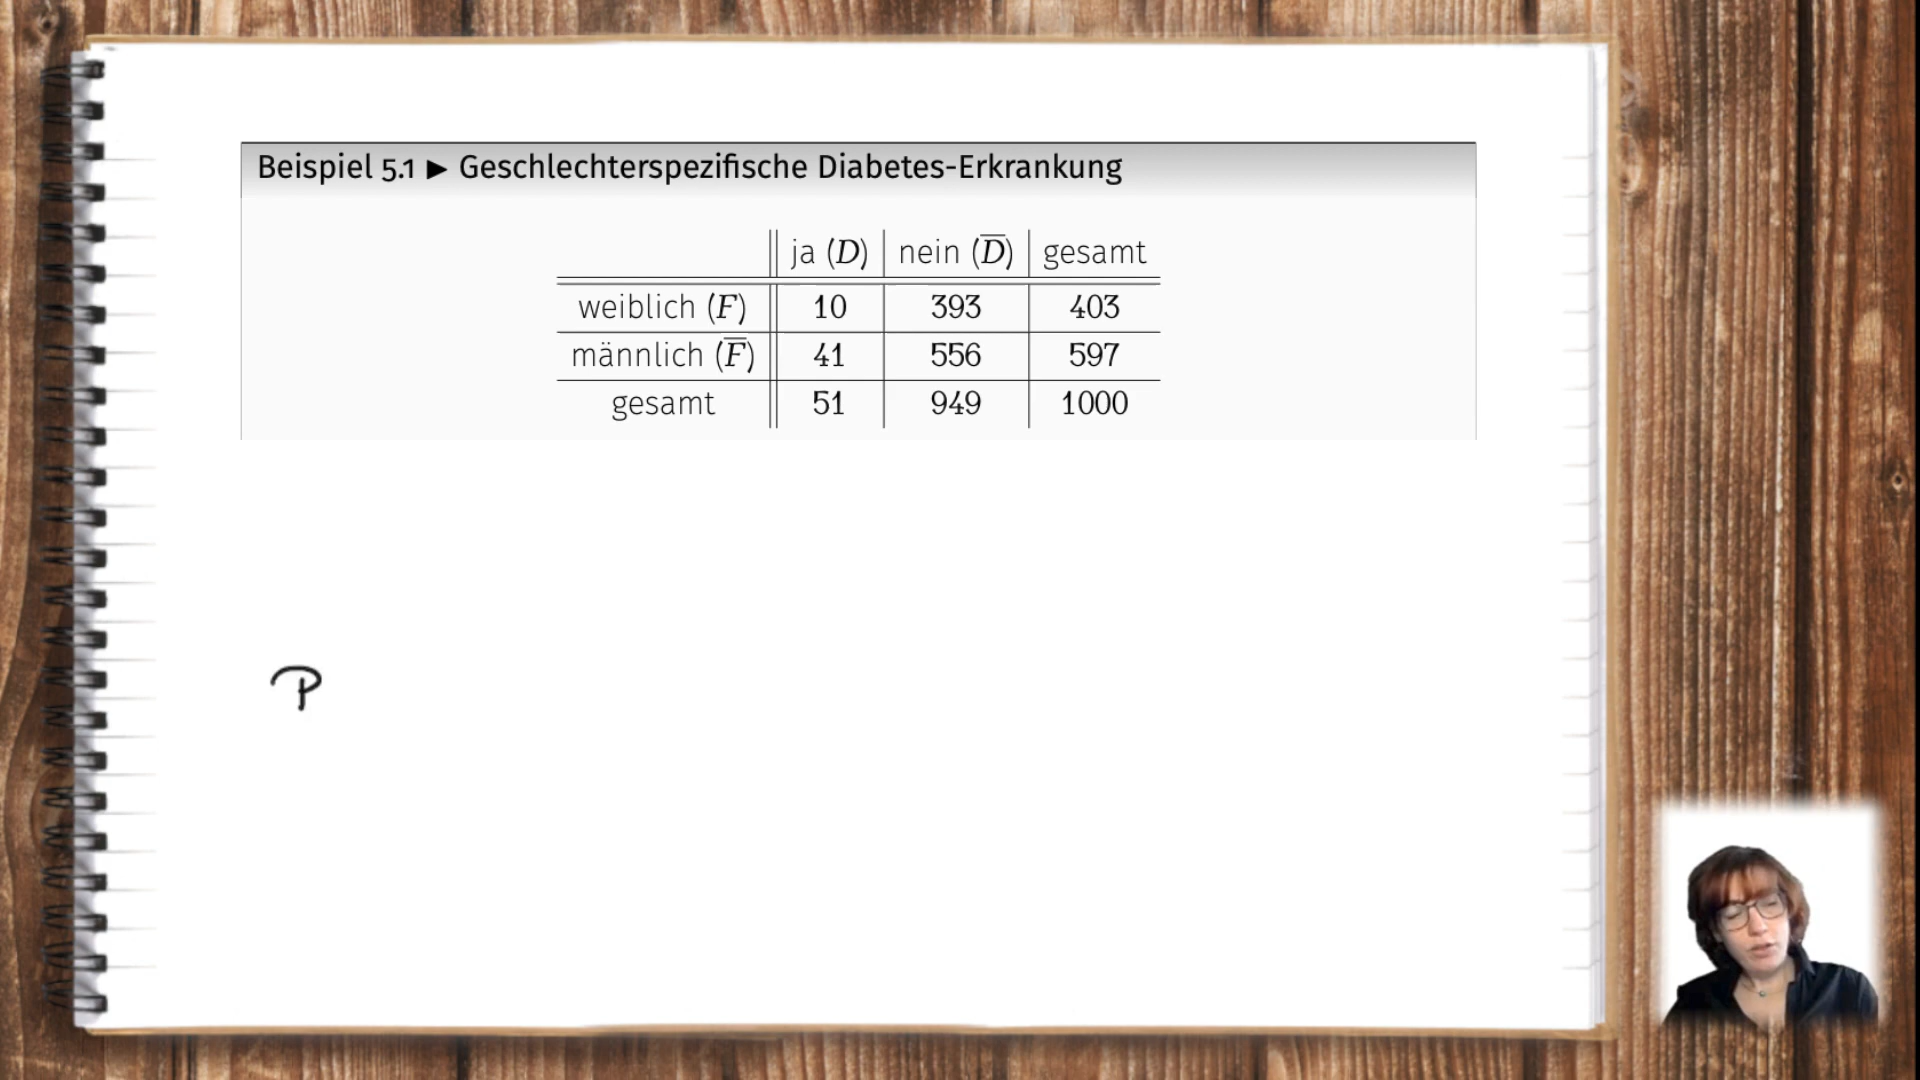 Beispiel 5.1 ► Geschlechterspezifische Diabetes-Erkrankung
ja (D) nein (D̅) gesamt
weiblich (F) 10 393 403
männlich (F̅) 41 556 597
gesamt 51 949 1000
P